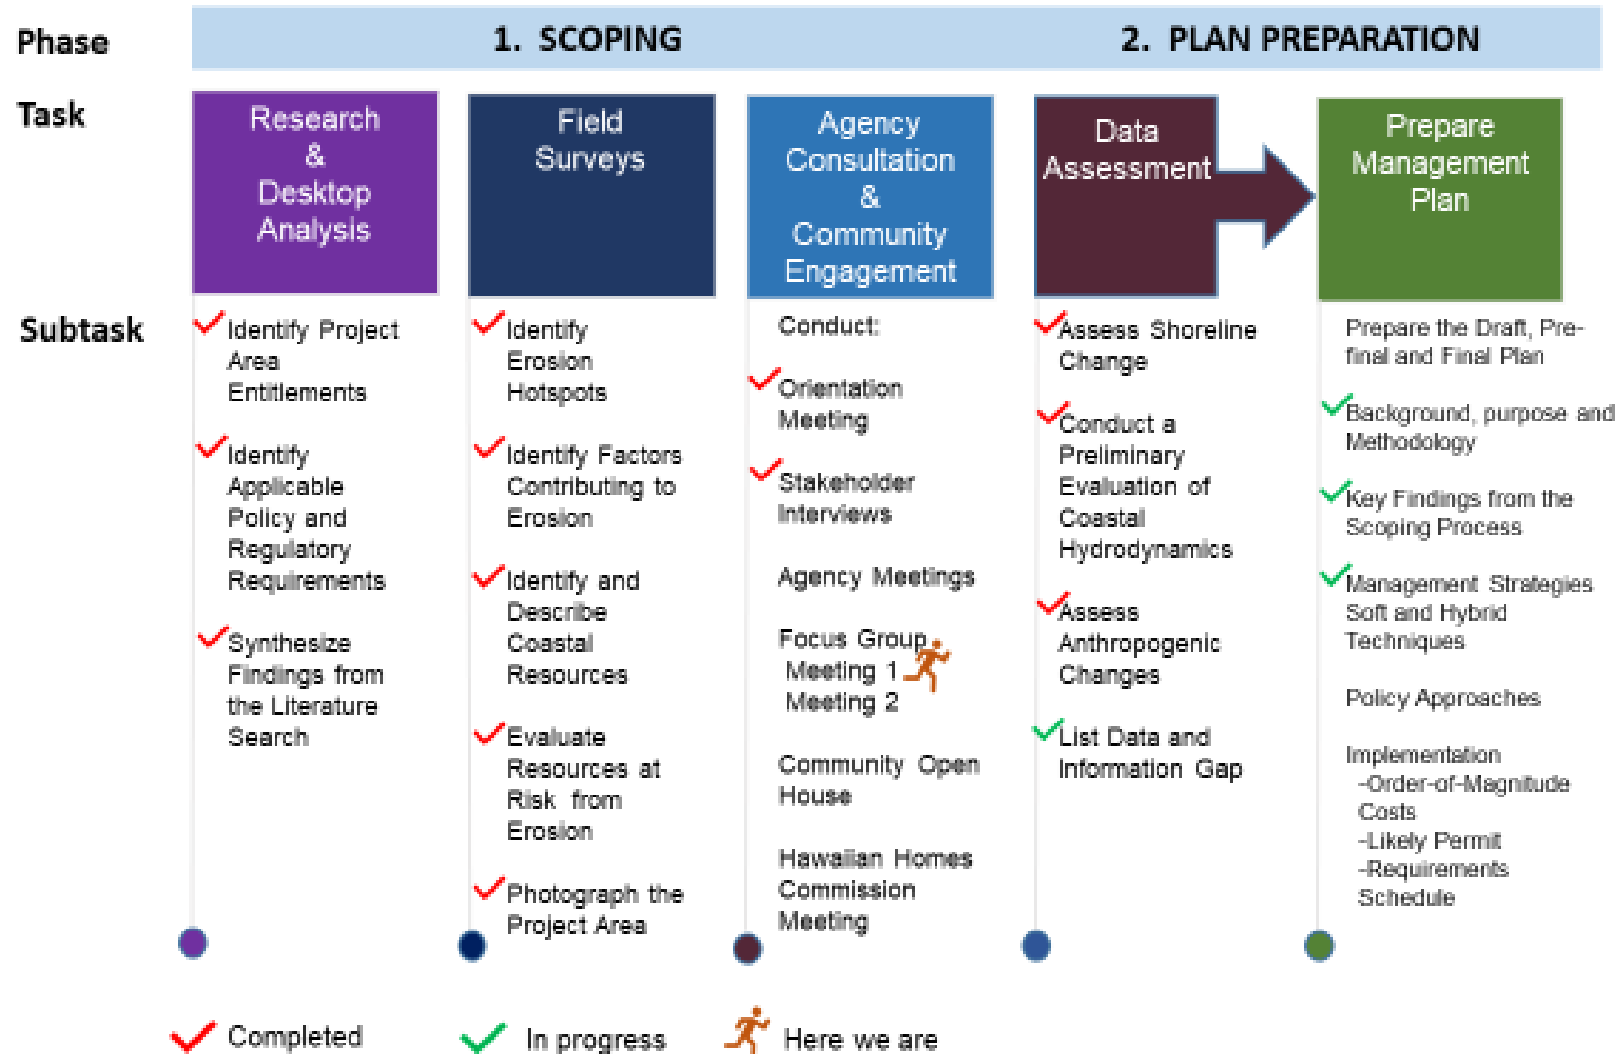 Phase
1. SCOPING
2. PLAN PREPARATION
Task
Research
&
Desktop
Analysis
Field
Surveys
Agency
Consultation
&
Community
Engagement
Data
Assessment
Prepare
Management
Plan
Subtask
Identify Project
Area
Entitlements
Identify
Applicable
Policy and
Regulatory
Requirements
Synthesize
Findings from
the Literature
Search
Identify
Erosion
Hotspots
Identify Factors
Contributing to
Erosion
Identify and
Describe
Coastal
Resources
Evaluate
Resources at
Risk from
Erosion
Photograph the
Project Area
Conduct:
Orientation
Meeting
Stakeholder
Interviews
Agency Meetings
Focus Group
Meeting 1
Meeting 2
Community Open
House
Hawaiian Homes
Commission
Meeting
Assess Shoreline
Change
Conduct a
Preliminary
Evaluation of
Coastal
Hydrodynamics
Assess
Anthropogenic
Changes
List Data and
Information Gap
Prepare the Draft, Pre-
final and Final Plan
Background, purpose and
Methodology
Key Findings from the
Scoping Process
Management Strategies
Soft and Hybrid
Techniques
Policy Approaches
Implementation
-Order-of-Magnitude
Costs
-Likely Permit
-Requirements
Schedule
Completed
In progress
Here we are